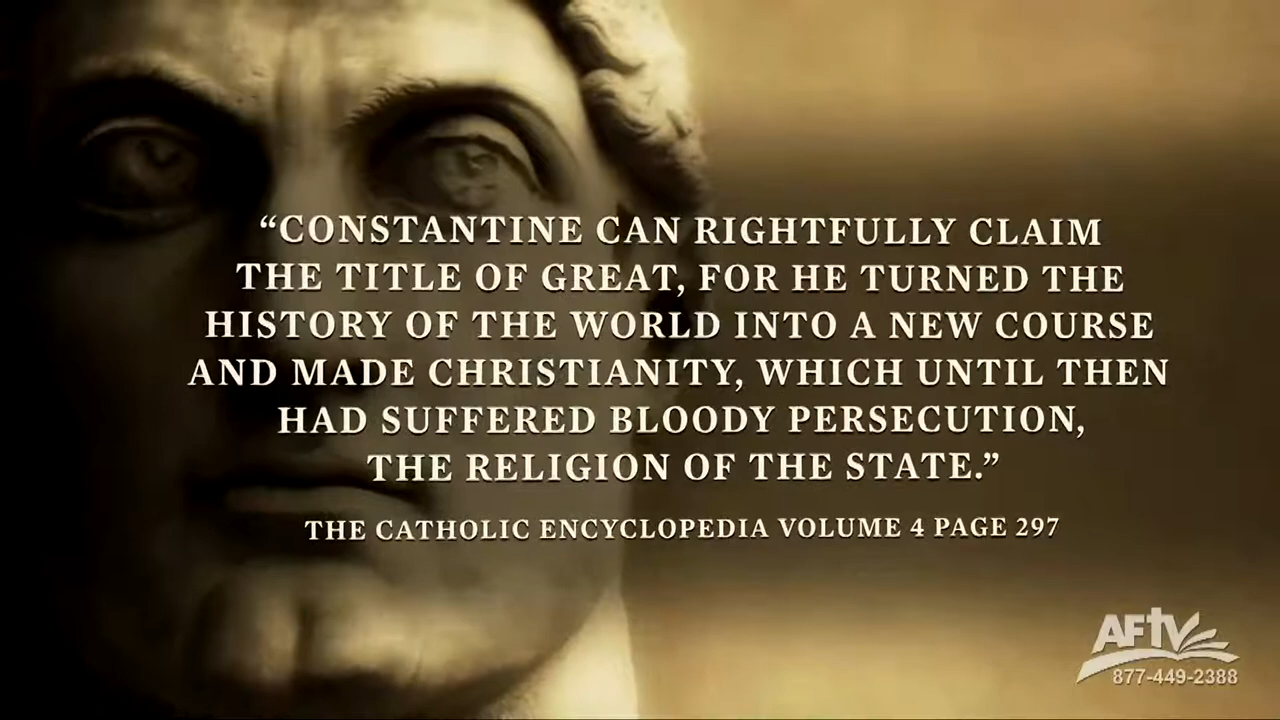 “CONSTANTINE CAN RIGHTFULLY CLAIM
THE TITLE OF GREAT, FOR HE TURNED THE
HISTORY OF THE WORLD INTO A NEW COURSE
AND MADE CHRISTIANITY, WHICH UNTIL THEN
HAD SUFFERED BLOODY PERSECUTION,
THE RELIGION OF THE STATE.”
THE CATHOLIC ENCYCLOPEDIA VOLUME 4 PAGE 297
AFTV
877-449-2388